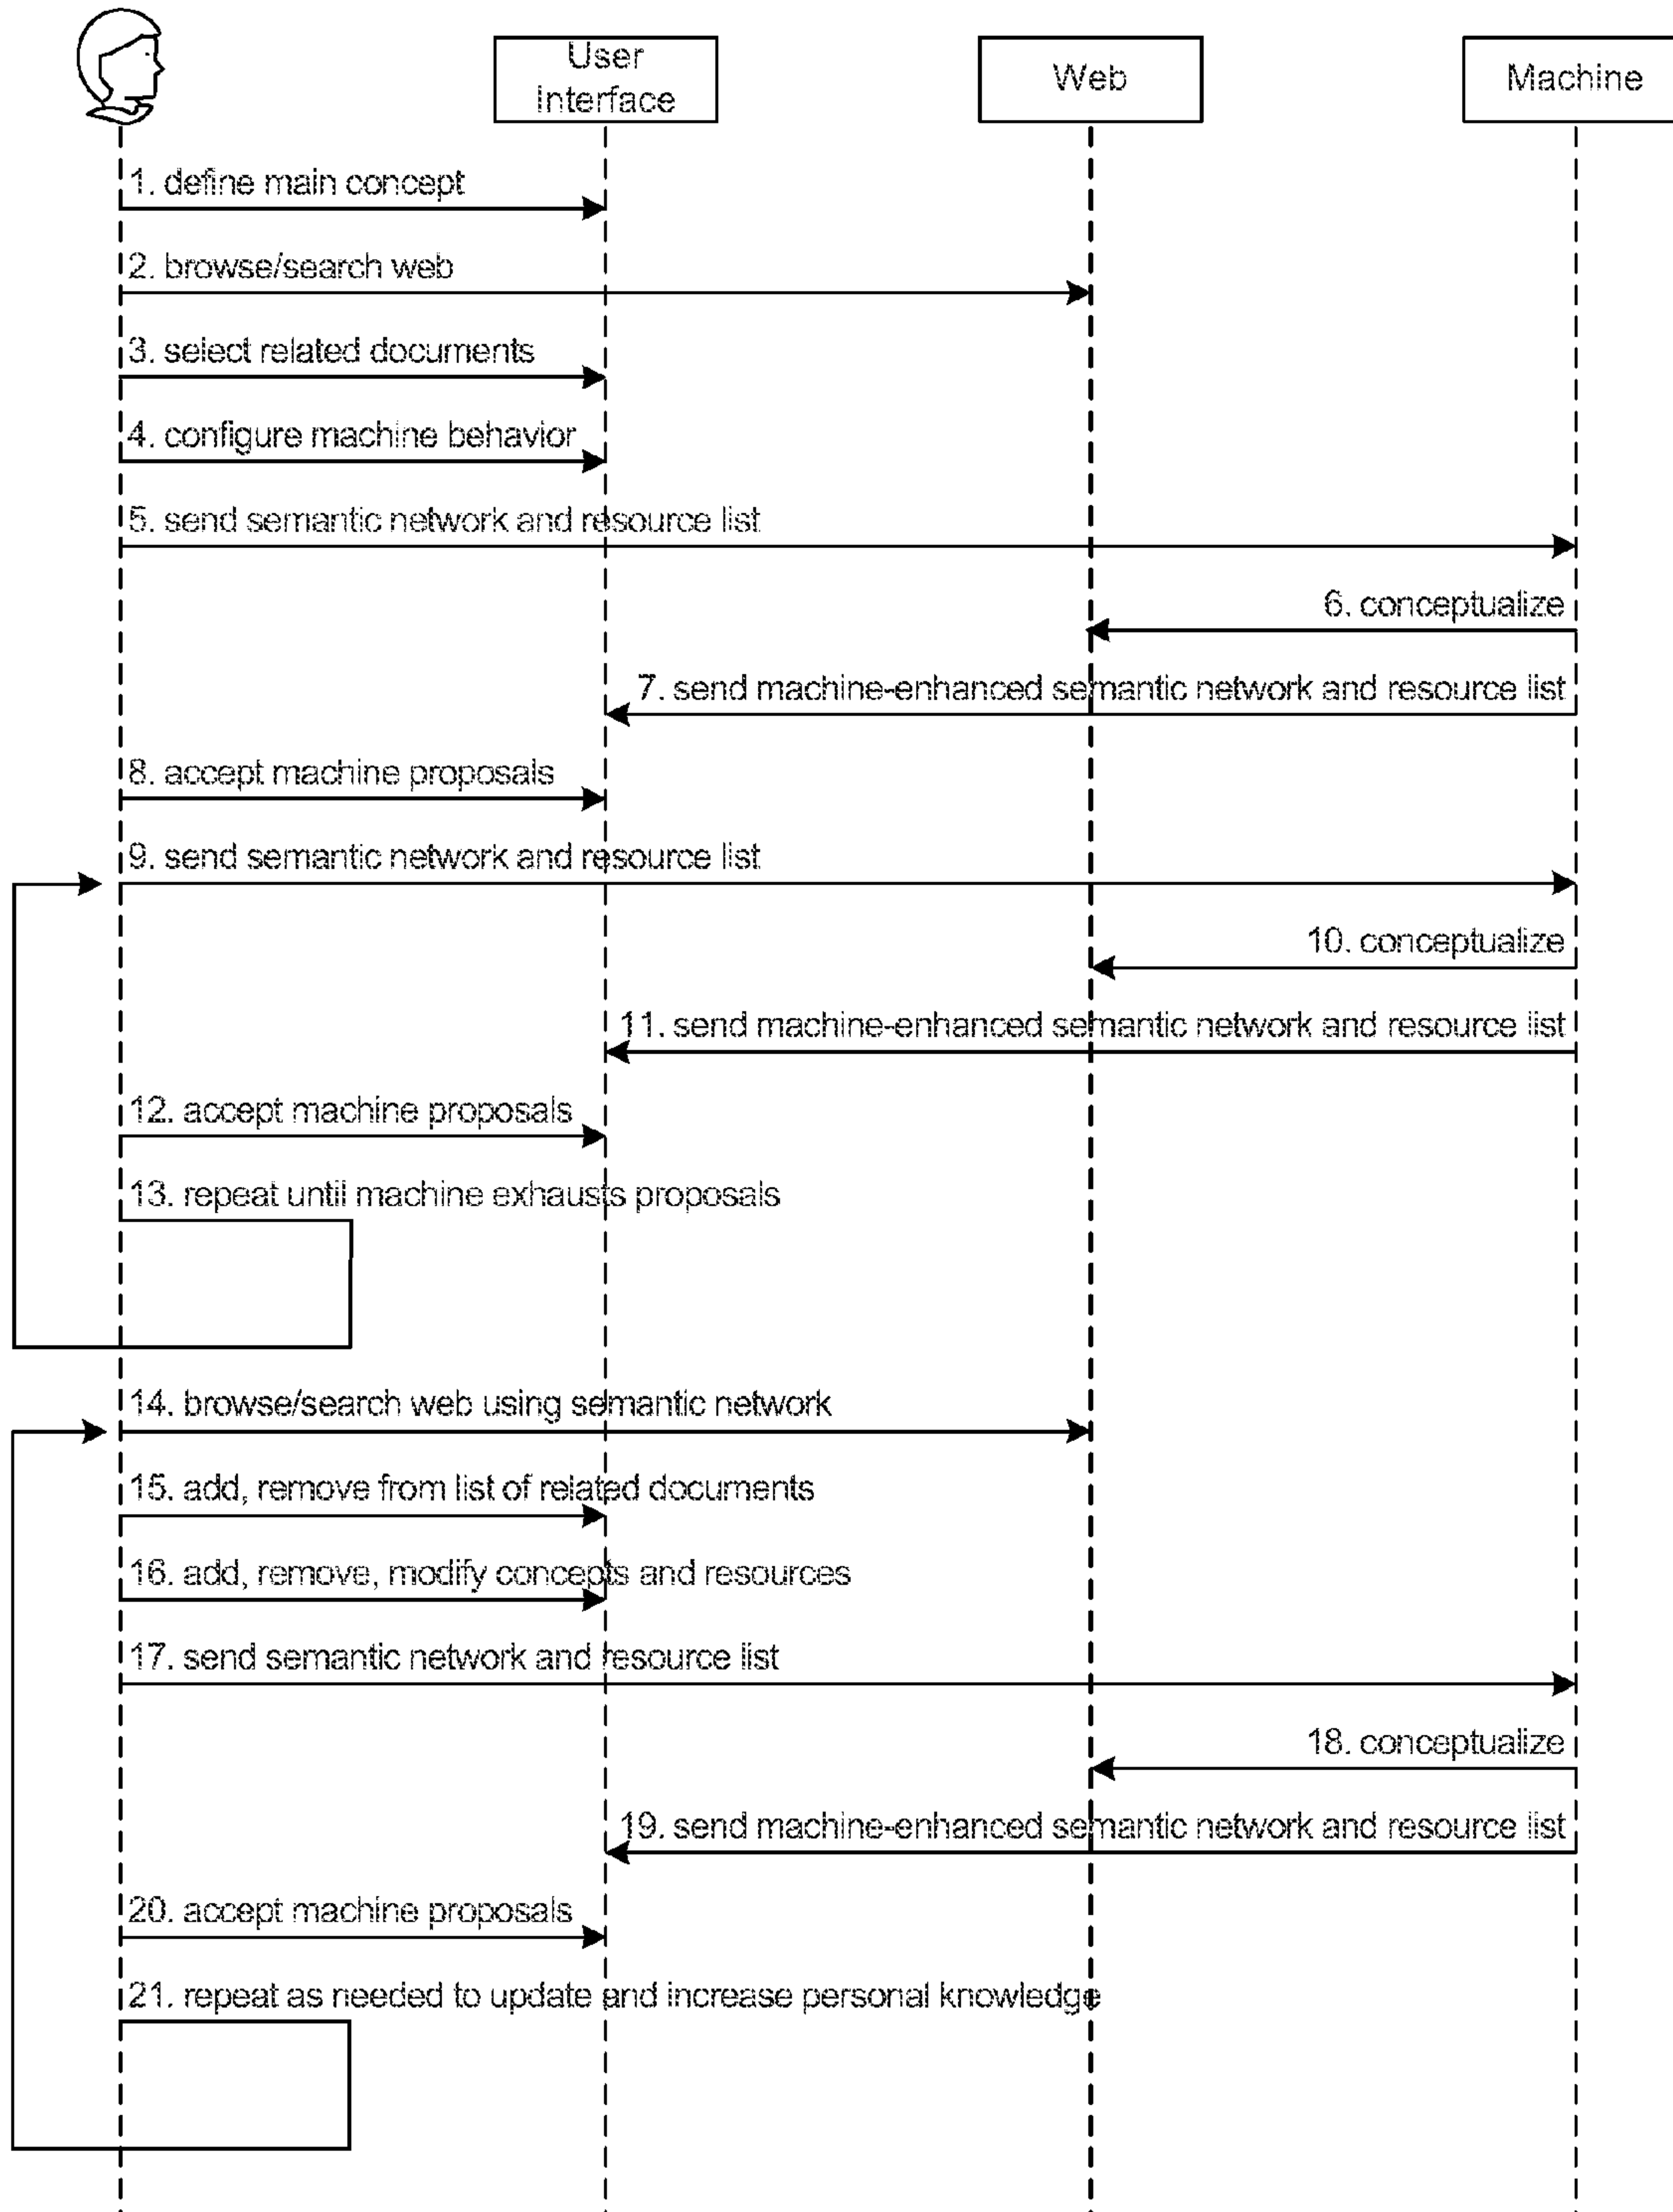 User
Interface
Web
Machine
1. define main concept
2. browse/search web
3. select related documents
4. configure machine behavior
5. send semantic network and resource list
6. conceptualize
7. send machine-enhanced semantic network and resource list
8. accept machine proposals
9. send semantic network and resource list
10. conceptualize
11. send machine-enhanced semantic network and resource list
12. accept machine proposals
13. repeat until machine exhausts proposals
14. browse/search web using semantic network
15. add, remove from list of related documents
16. add, remove, modify concepts and resources
17. send semantic network and resource list
18. conceptualize
19. send machine-enhanced semantic network and resource list
20. accept machine proposals
21. repeat as needed to update and increase personal knowledge